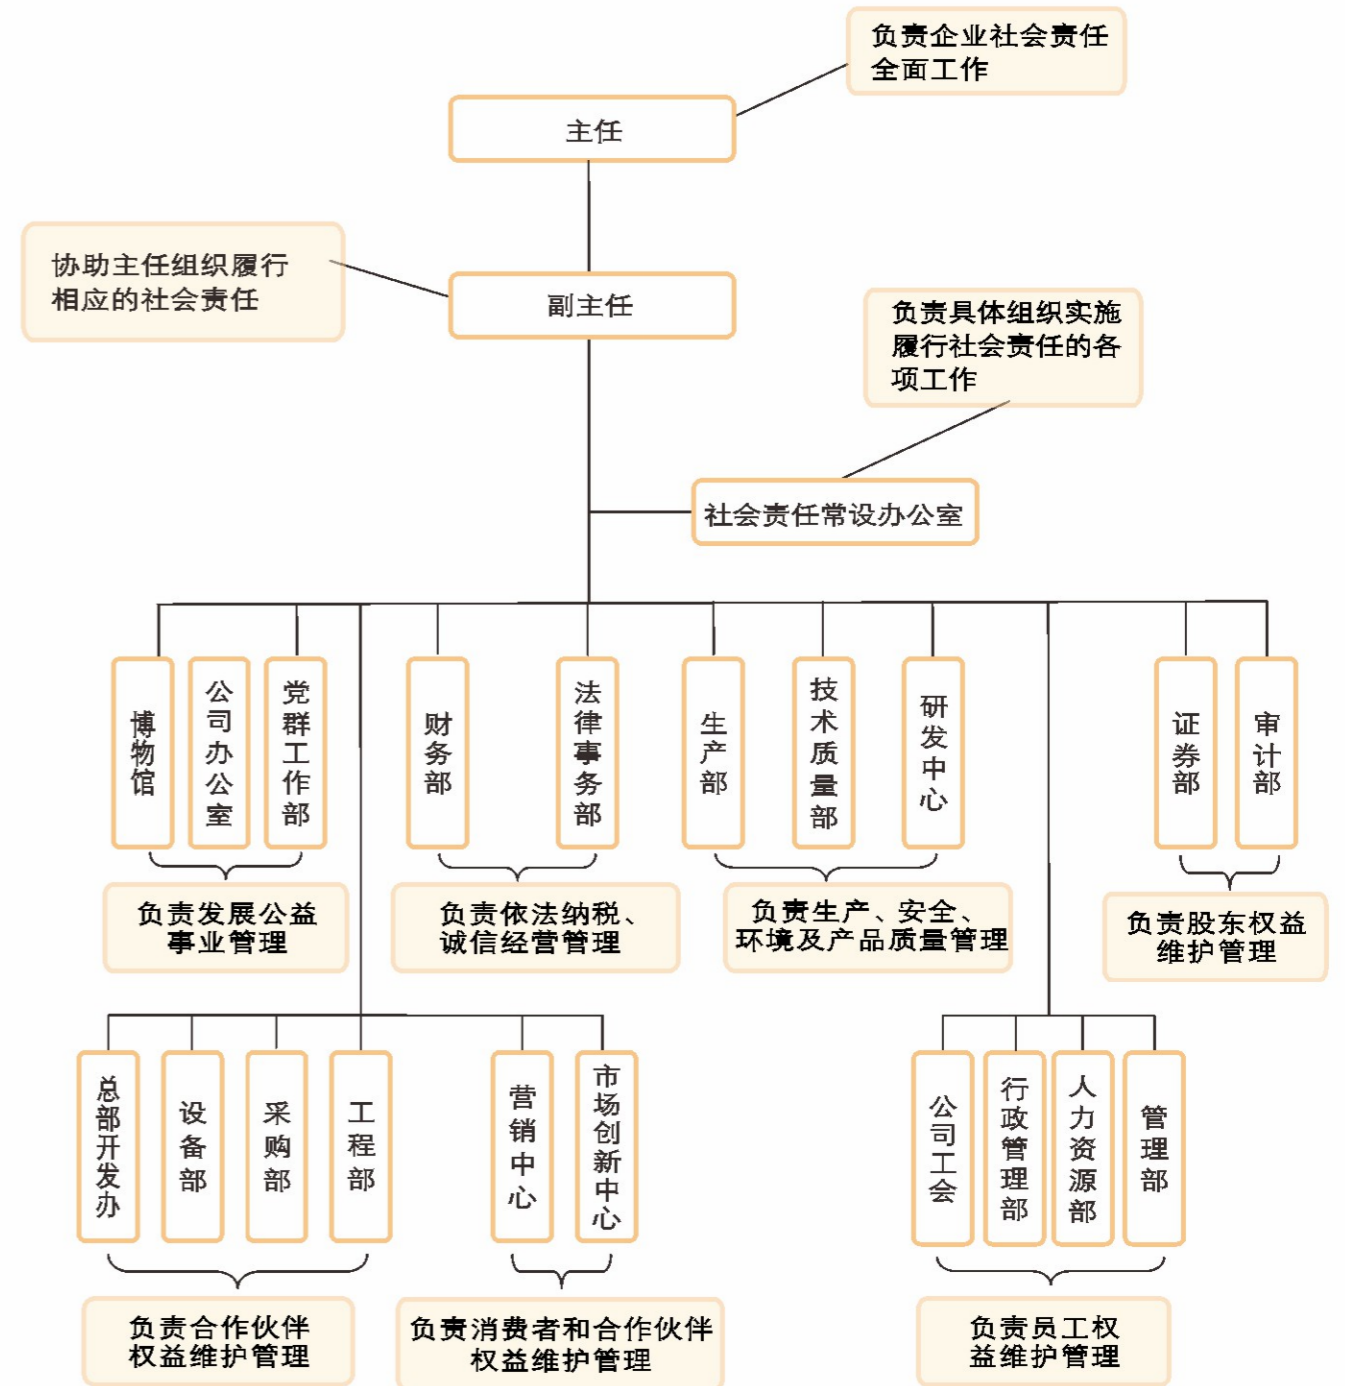 负责企业社会责任
全面工作
主任
协助主任组织履行
相应的社会责任
副主任
负责具体组织实施
履行社会责任的各
项工作
社会责任常设办公室
博物馆
公司办公室
党群工作部
财务部
法律事务部
生产部
技术质量部
研发中心
证券部
审计部
负责发展公益
事业管理
负责依法纳税、
诚信经营管理
负责生产、安全、
环境及产品质量管理
负责股东权益
维护管理
总部开发办
设备部
采购部
工程部
营销中心
市场创新中心
公司工会
行政管理部
人力资源部
管理部
负责合作伙伴
权益维护管理
负责消费者和合作伙伴
权益维护管理
负责员工权
益维护管理